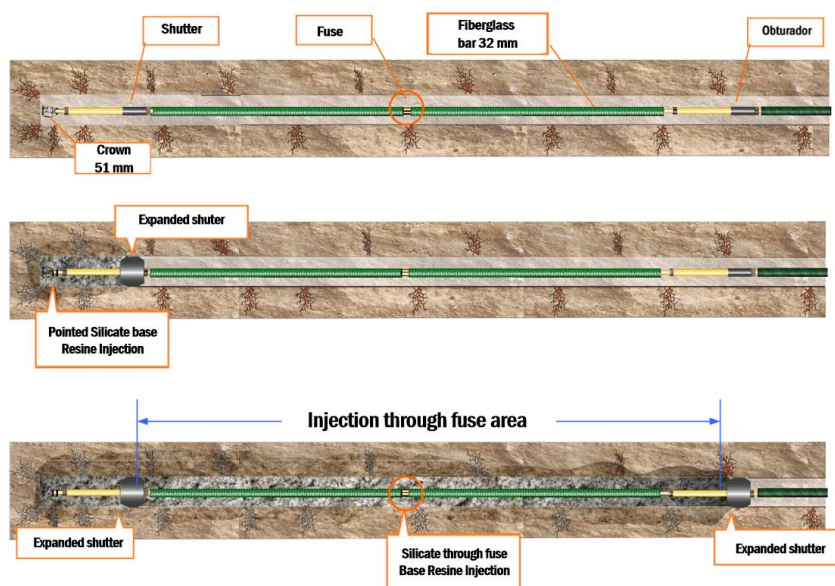 Shutter
Fuse
Fiberglass
bar 32 mm
Obturador
Crown
51 mm
Expanded shuter
Pointed Silicate base
Resine Injection
Injection through fuse area
Expanded shutter
Silicate through fuse
Base Resine Injection
Expanded shutter